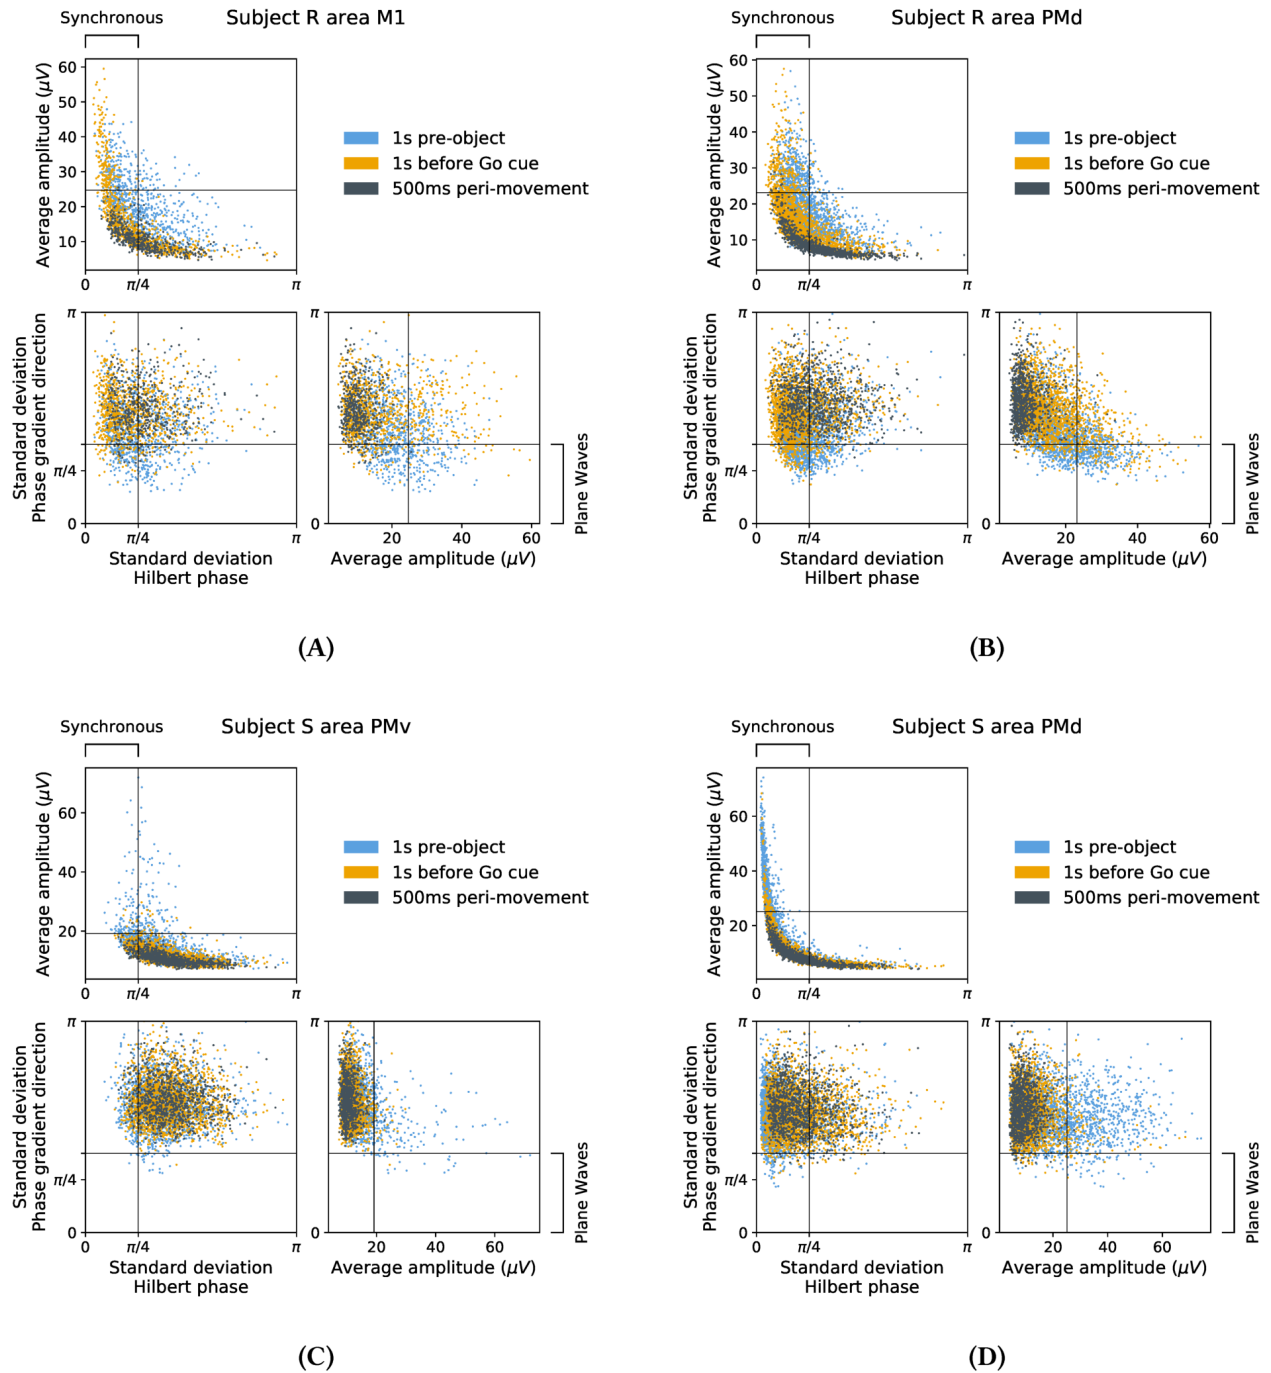 Subject R area M1
Synchronous
Average amplitude (μV)
60
50
40
30
20
10
0
π/4
π
1s pre-object
1s before Go cue
500ms peri-movement
Standard deviation
Phase gradient direction
π
π/4
0
0
π/4
π
Standard deviation
Hilbert phase
π
0
20
40
60
Average amplitude (μV)
Plane Waves
(A)
Subject R area PMd
Synchronous
Average amplitude (μV)
60
50
40
30
20
10
0
π/4
π
1s pre-object
1s before Go cue
500ms peri-movement
Standard deviation
Phase gradient direction
π
π/4
0
0
π/4
π
Standard deviation
Hilbert phase
π
0
20
40
60
Average amplitude (μV)
Plane Waves
(B)
Subject S area PMv
Synchronous
Average amplitude (μV)
60
40
20
0
π/4
π
1s pre-object
1s before Go cue
500ms peri-movement
Standard deviation
Phase gradient direction
π
π/4
0
0
π/4
π
Standard deviation
Hilbert phase
π
0
20
40
60
Average amplitude (μV)
Plane Waves
(C)
Subject S area PMd
Synchronous
Average amplitude (μV)
60
40
20
0
π/4
π
1s pre-object
1s before Go cue
500ms peri-movement
Standard deviation
Phase gradient direction
π
π/4
0
0
π/4
π
Standard deviation
Hilbert phase
π
0
20
40
60
Average amplitude (μV)
Plane Waves
(D)